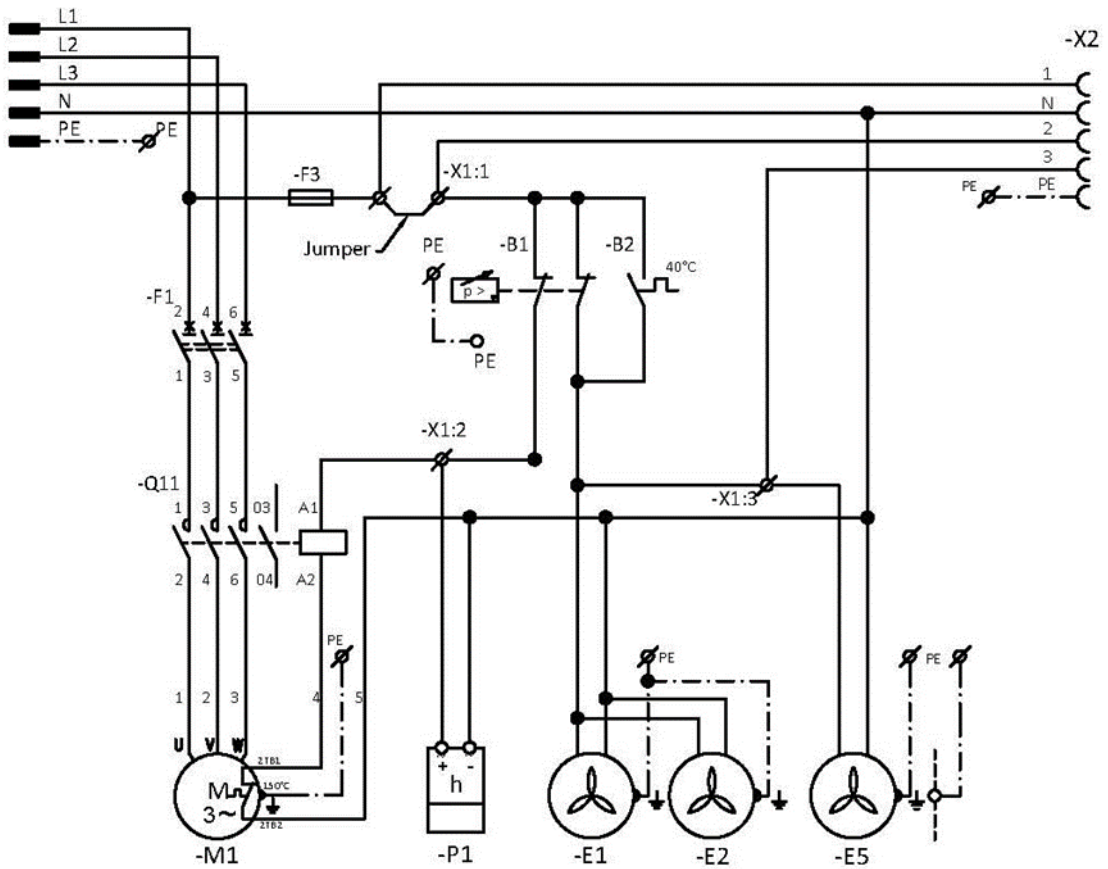 L1
L2
-X2
L3
1
N
N
PE
PE
2
3
-F3
-X1:1
PE
PE
Jumper
PE
-B1
-B2
40°C
p >
-F1
2
4
6
PE
1
3
5
-X1:2
-Q11
-X1:3
1
3
5
03
A1
2
4
6
04
A2
PE
PE
PE
1
2
3
4
5
U
V
W
2TB1
+
-
M
150°C
h
3~
2TB2
-M1
-P1
-E1
-E2
-E5